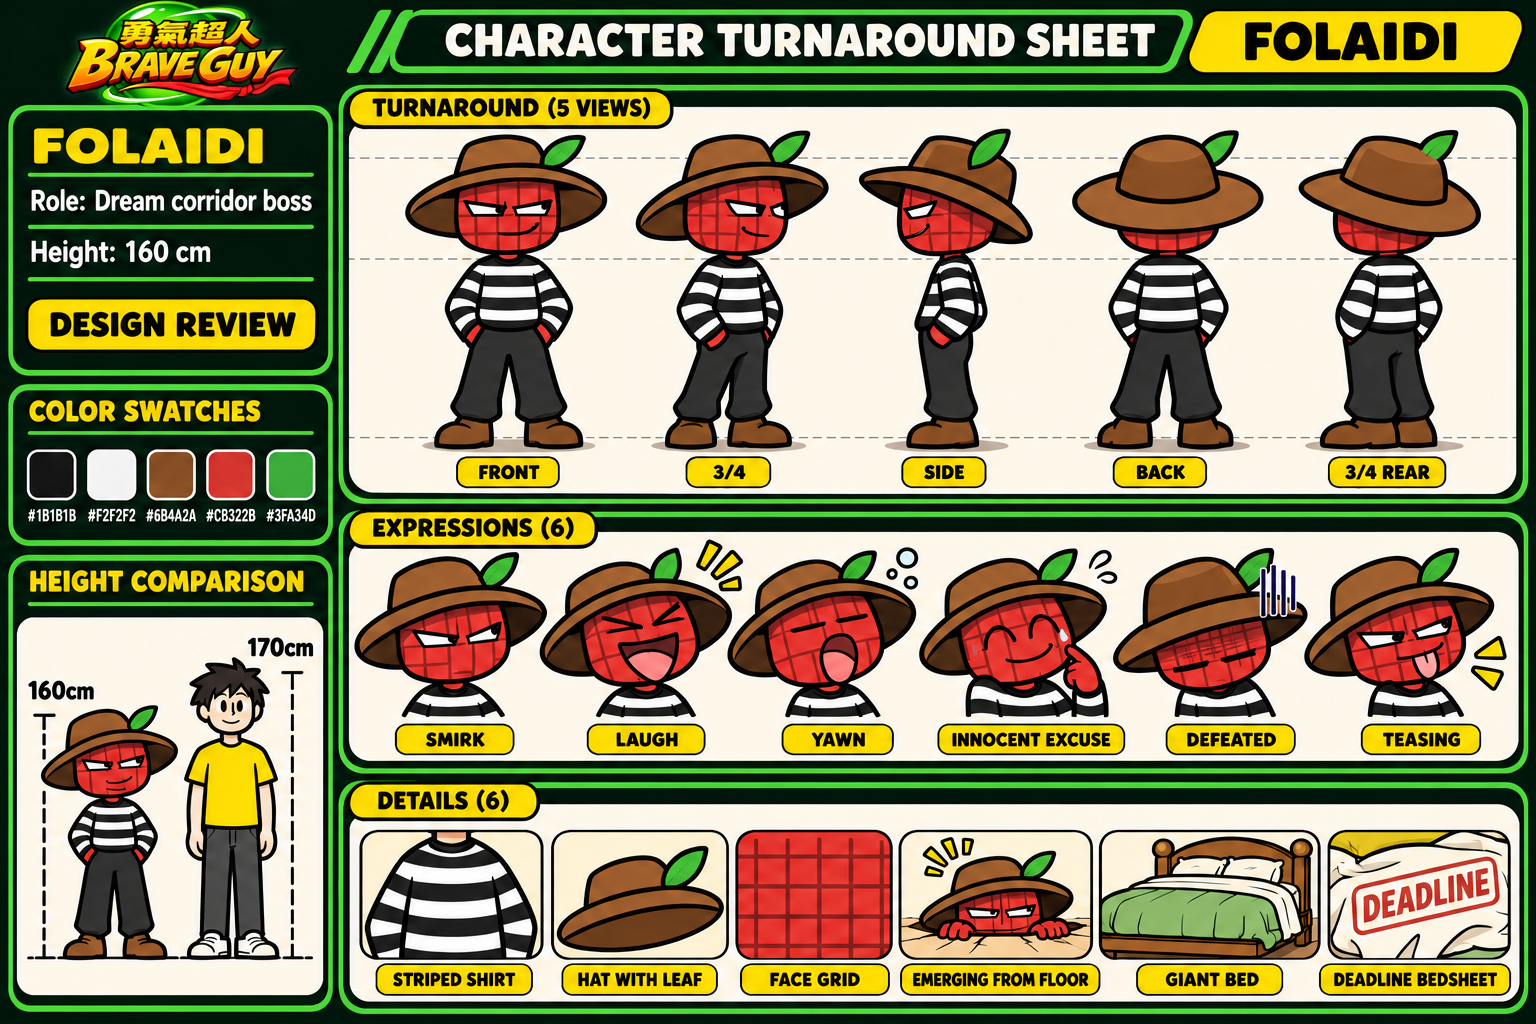 勇氣超人
BRAVE GUY
CHARACTER TURNAROUND SHEET
FOLAIDI
FOLAIDI
Role: Dream corridor boss
Height: 160 cm
DESIGN REVIEW
COLOR SWATCHES
#1B1B1B
#F2F2F2
#6B4A2A
#CB322B
#3FA34D
HEIGHT COMPARISON
170cm
160cm
TURNAROUND (5 VIEWS)
FRONT
3/4
SIDE
BACK
3/4 REAR
EXPRESSIONS (6)
SMIRK
LAUGH
YAWN
INNOCENT EXCUSE
DEFEATED
TEASING
DETAILS (6)
DEADLINE
STRIPED SHIRT
HAT WITH LEAF
FACE GRID
EMERGING FROM FLOOR
GIANT BED
DEADLINE BEDSHEET